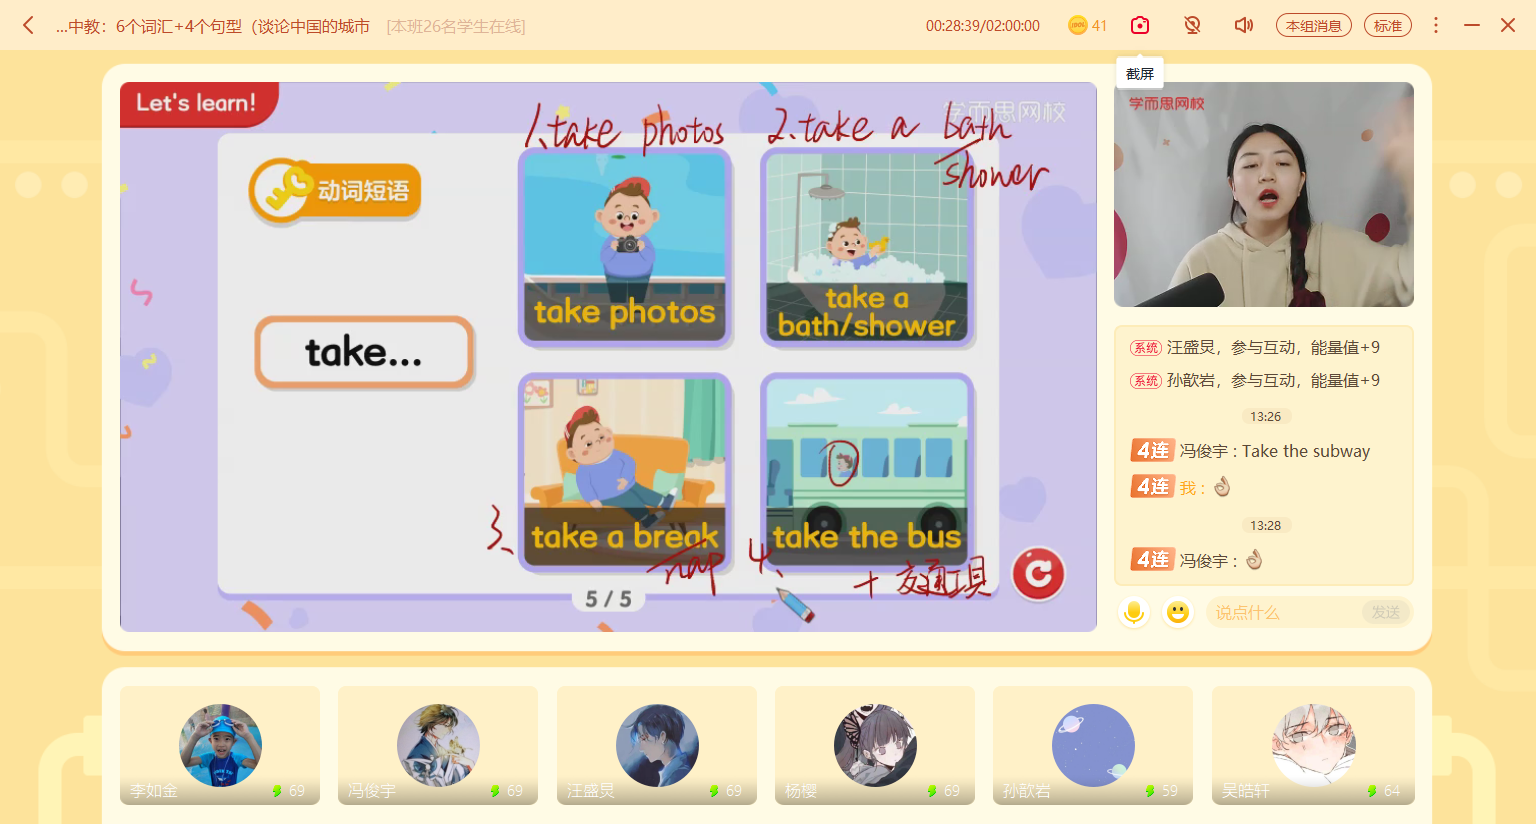 ...中教：6个词汇+4个句型（谈论中国的城市
[本班26名学生在线]
00:28:39/02:00:00
41
本组消息
标准
截屏
Let's learn!
学而思网校
1、take photos
2、take a bath
shower
动词短语
take...
take photos
take a
bath/shower
take a break
take the bus
3、
nap
4、
+交通工具
5 / 5
学而思网校
系统 汪盛炅，参与互动，能量值+9
系统 孙歆岩，参与互动，能量值+9
13:26
4连 冯俊宇 : Take the subway
4连 我 : 👌
13:28
4连 冯俊宇 : 👌
说点什么
发送
李如金 69
冯俊宇 69
汪盛炅 69
杨樱 69
孙歆岩 59
吴皓轩 64